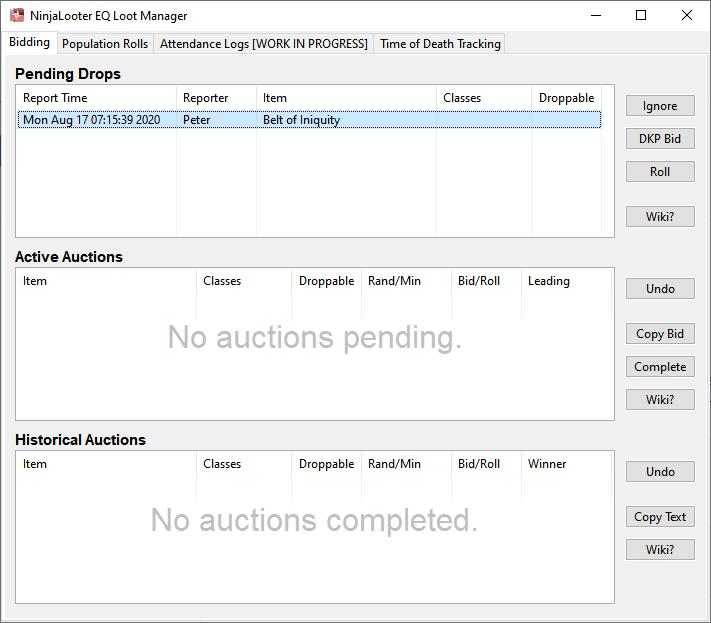 NinjaLooter EQ Loot Manager
Bidding Population Rolls Attendance Logs [WORK IN PROGRESS] Time of Death Tracking
Pending Drops
Report Time Reporter Item Classes Droppable
Mon Aug 17 07:15:39 2020 Peter Belt of Iniquity
Ignore
DKP Bid
Roll
Wiki?
Active Auctions
Item Classes Droppable Rand/Min Bid/Roll Leading
No auctions pending.
Undo
Copy Bid
Complete
Wiki?
Historical Auctions
Item Classes Droppable Rand/Min Bid/Roll Winner
No auctions completed.
Undo
Copy Text
Wiki?